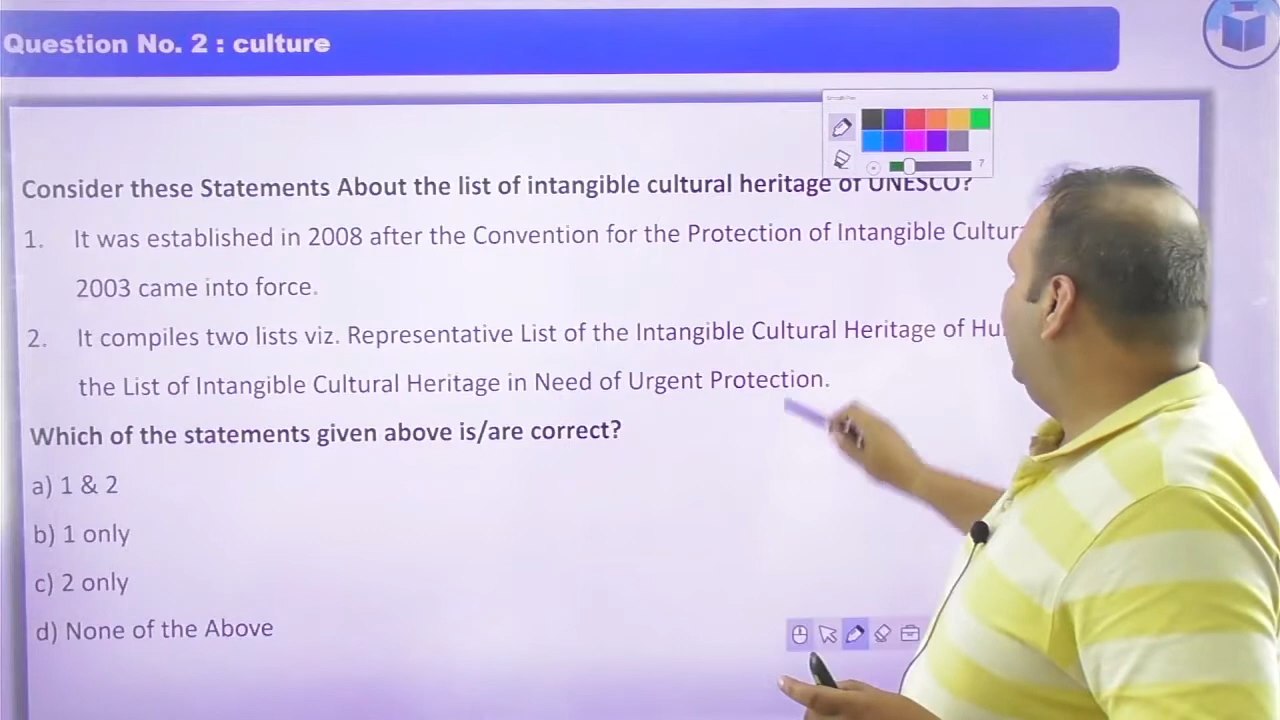 Question No. 2 : culture
Consider these Statements About the list of intangible cultural heritage of UNESCO?
1. It was established in 2008 after the Convention for the Protection of Intangible
2003 came into force.
2. It compiles two lists viz. Representative List of the Intangible Cultural Heritage of
the List of Intangible Cultural Heritage in Need of Urgent Protection.
Which of the statements given above is/are correct?
a) 1 & 2
b) 1 only
c) 2 only
d) None of the Above
7